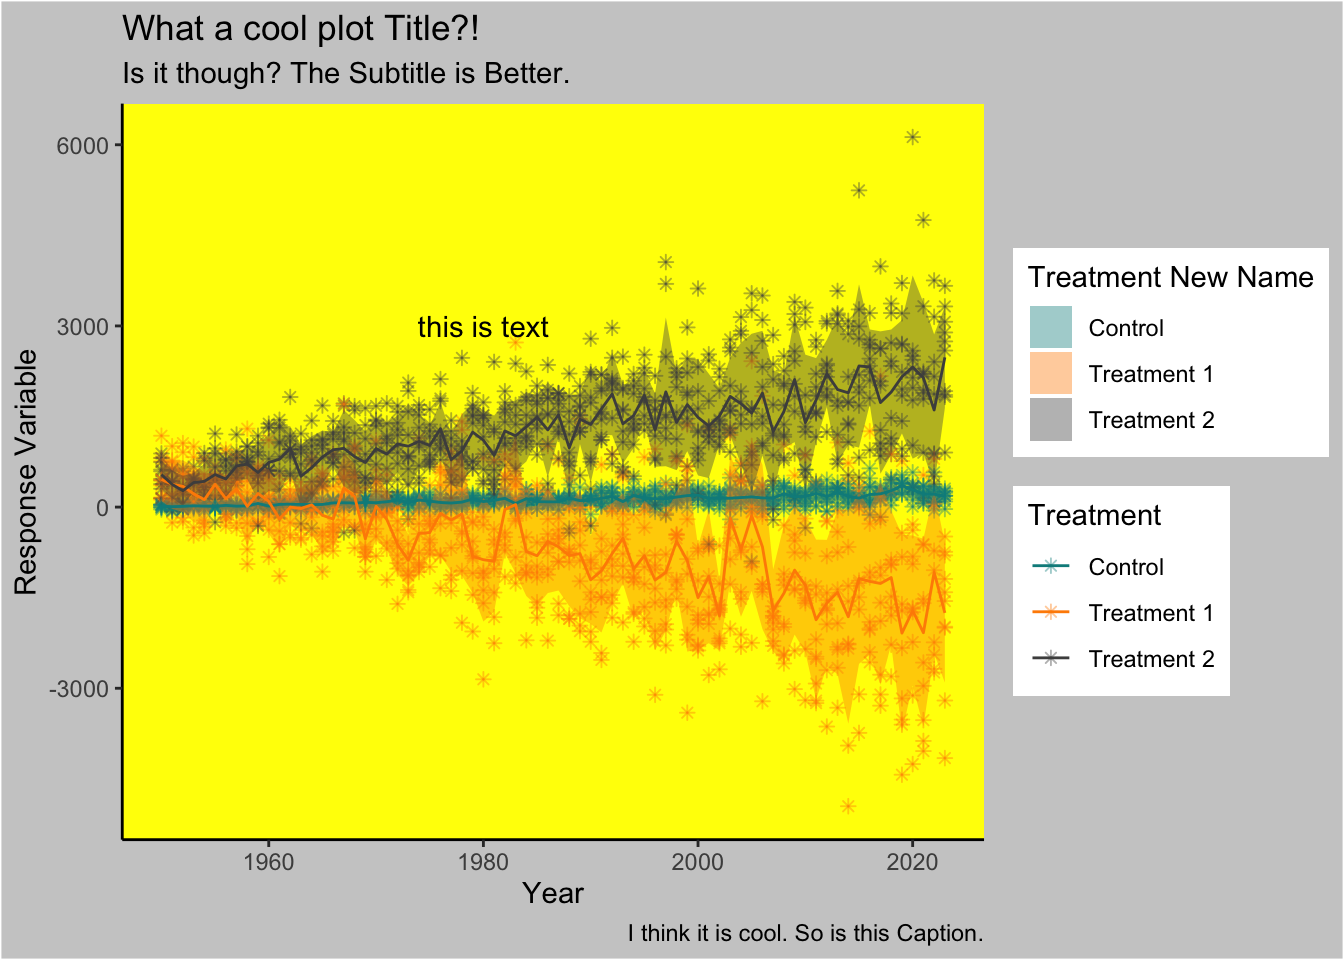 What a cool plot Title?!
Is it though? The Subtitle is Better.
6000
3000
0
-3000
Response Variable
this is text
1960 1980 2000 2020
Year
I think it is cool. So is this Caption.
Treatment New Name
Control
Treatment 1
Treatment 2
Treatment
Control
Treatment 1
Treatment 2